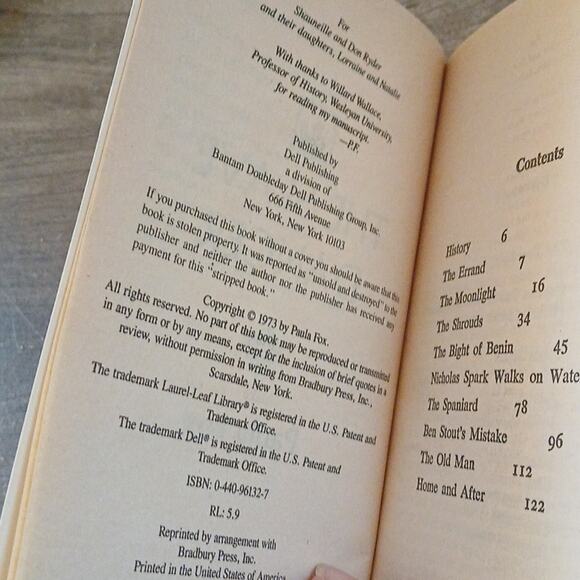 For
Shauneille and Don Ryder
and their daughters, Lorraine and Natalie
With thanks to Willard Wallace,
Professor of History, Wesleyan University,
for reading my manuscript.
—P.F.
Published by
Dell Publishing
a division of
Bantam Doubleday Dell Publishing Group, Inc.
666 Fifth Avenue
New York, New York 10103
If you purchased this book without a cover you should be aware that this
book is stolen property. It was reported as "unsold and destroyed" to the
publisher and neither the author nor the publisher has received any
payment for this "stripped book."
Copyright © 1973 by Paula Fox.
All rights reserved. No part of this book may be reproduced or transmitted
in any form or by any means, except for the inclusion of brief quotes in a
review, without permission in writing from Bradbury Press, Inc.,
Scarsdale, New York.
The trademark Laurel-Leaf Library® is registered in the U.S. Patent and
Trademark Office.
The trademark Dell® is registered in the U.S. Patent and
Trademark Office.
ISBN: 0-440-96132-7
RL: 5.9
Reprinted by arrangement with
Bradbury Press, Inc.
Printed in the United States of America
Contents
History 6
The Errand 7
The Moonlight 16
The Shrouds 34
The Bight of Benin 45
Nicholas Spark Walks on Wate
The Spaniard 78
Ben Stout's Mistake 96
The Old Man 112
Home and After 122